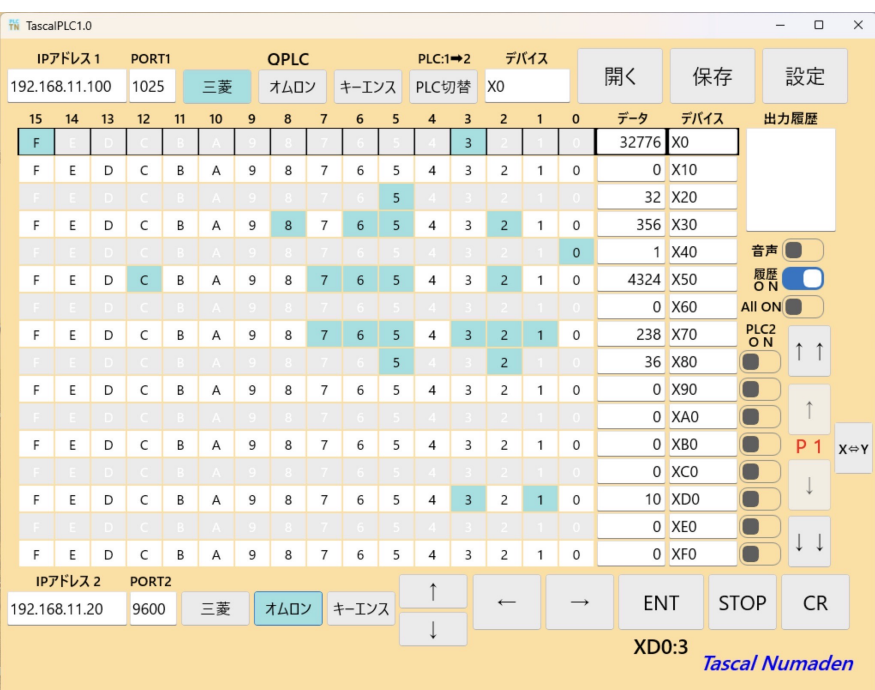 TascalPLC1.0
IPアドレス 1 PORT1 OPLC PLC:1➡2 デバイス
192.168.11.100 1025 三菱 オムロン キーエンス PLC切替 X0 開く 保存 設定
15 14 13 12 11 10 9 8 7 6 5 4 3 2 1 0 データ デバイス 出力履歴
F E D C B A 9 8 7 6 5 4 3 2 1 0 32776 X0
F E D C B A 9 8 7 6 5 4 3 2 1 0 0 X10
F E D C B A 9 8 7 6 5 4 3 2 1 0 32 X20
F E D C B A 9 8 7 6 5 4 3 2 1 0 356 X30
F E D C B A 9 8 7 6 5 4 3 2 1 0 1 X40 音声
F E D C B A 9 8 7 6 5 4 3 2 1 0 4324 X50 履歴
ON
F E D C B A 9 8 7 6 5 4 3 2 1 0 0 X60 All ON
F E D C B A 9 8 7 6 5 4 3 2 1 0 238 X70 PLC2
ON ↑↑
F E D C B A 9 8 7 6 5 4 3 2 1 0 36 X80
F E D C B A 9 8 7 6 5 4 3 2 1 0 0 X90
F E D C B A 9 8 7 6 5 4 3 2 1 0 0 XA0 ↑
F E D C B A 9 8 7 6 5 4 3 2 1 0 0 XB0 P 1 X⇔Y
F E D C B A 9 8 7 6 5 4 3 2 1 0 0 XC0
F E D C B A 9 8 7 6 5 4 3 2 1 0 10 XD0 ↓
F E D C B A 9 8 7 6 5 4 3 2 1 0 0 XE0
F E D C B A 9 8 7 6 5 4 3 2 1 0 0 XF0 ↓↓
IPアドレス 2 PORT2
192.168.11.20 9600 三菱 オムロン キーエンス ↑ ← → ENT STOP CR
↓
XD0:3
Tascal Numaden